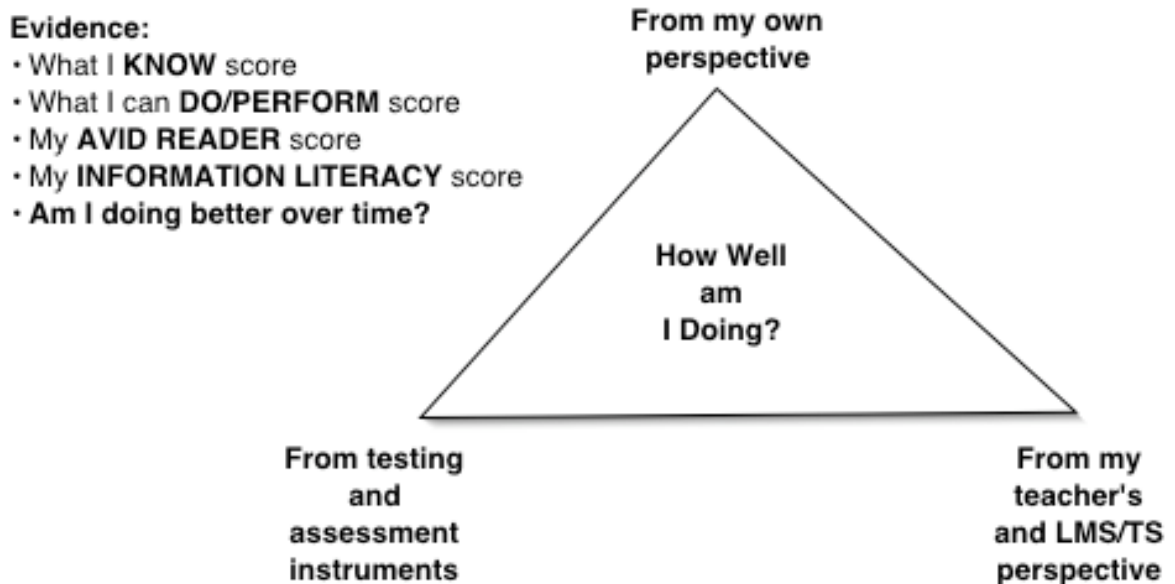 Evidence:
• What I KNOW score
• What I can DO/PERFORM score
• My AVID READER score
• My INFORMATION LITERACY score
• Am I doing better over time?
From my own
perspective
How Well
am
I Doing?
From testing
and
assessment
instruments
From my
teacher's
and LMS/TS
perspective